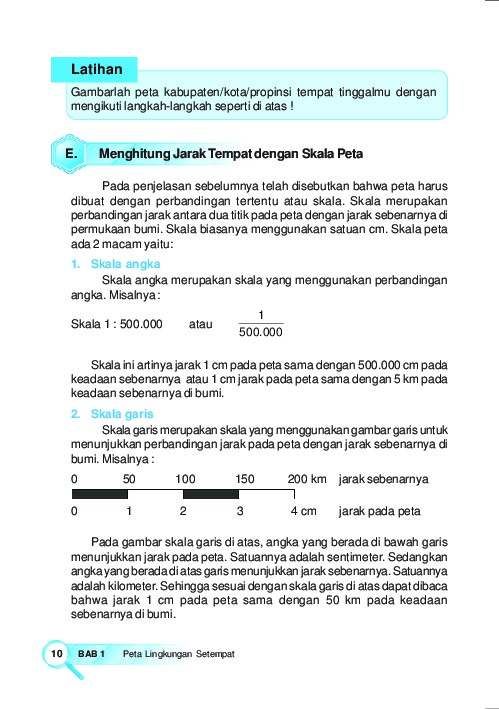 Latihan
Gambarlah peta kabupaten/kota/propinsi tempat tinggalmu dengan
mengikuti langkah-langkah seperti di atas !
E. Menghitung Jarak Tempat dengan Skala Peta
Pada penjelasan sebelumnya telah disebutkan bahwa peta harus
dibuat dengan perbandingan tertentu atau skala. Skala merupakan
perbandingan jarak antara dua titik pada peta dengan jarak sebenarnya di
permukaan bumi. Skala biasanya menggunakan satuan cm. Skala peta
ada 2 macam yaitu:
1. Skala angka
Skala angka merupakan skala yang menggunakan perbandingan
angka. Misalnya :
Skala 1 : 500.000 atau 1
500.000
Skala ini artinya jarak 1 cm pada peta sama dengan 500.000 cm pada
keadaan sebenarnya atau 1 cm jarak pada peta sama dengan 5 km pada
keadaan sebenarnya di bumi.
2. Skala garis
Skala garis merupakan skala yang menggunakan gambar garis untuk
menunjukkan perbandingan jarak pada peta dengan jarak sebenarnya di
bumi. Misalnya :
0 50 100 150 200 km jarak sebenarnya
0 1 2 3 4 cm jarak pada peta
Pada gambar skala garis di atas, angka yang berada di bawah garis
menunjukkan jarak pada peta. Satuannya adalah sentimeter. Sedangkan
angka yang berada di atas garis menunjukkan jarak sebenarnya. Satuannya
adalah kilometer. Sehingga sesuai dengan skala garis di atas dapat dibaca
bahwa jarak 1 cm pada peta sama dengan 50 km pada keadaan
sebenarnya di bumi.
10 BAB 1 Peta Lingkungan Setempat